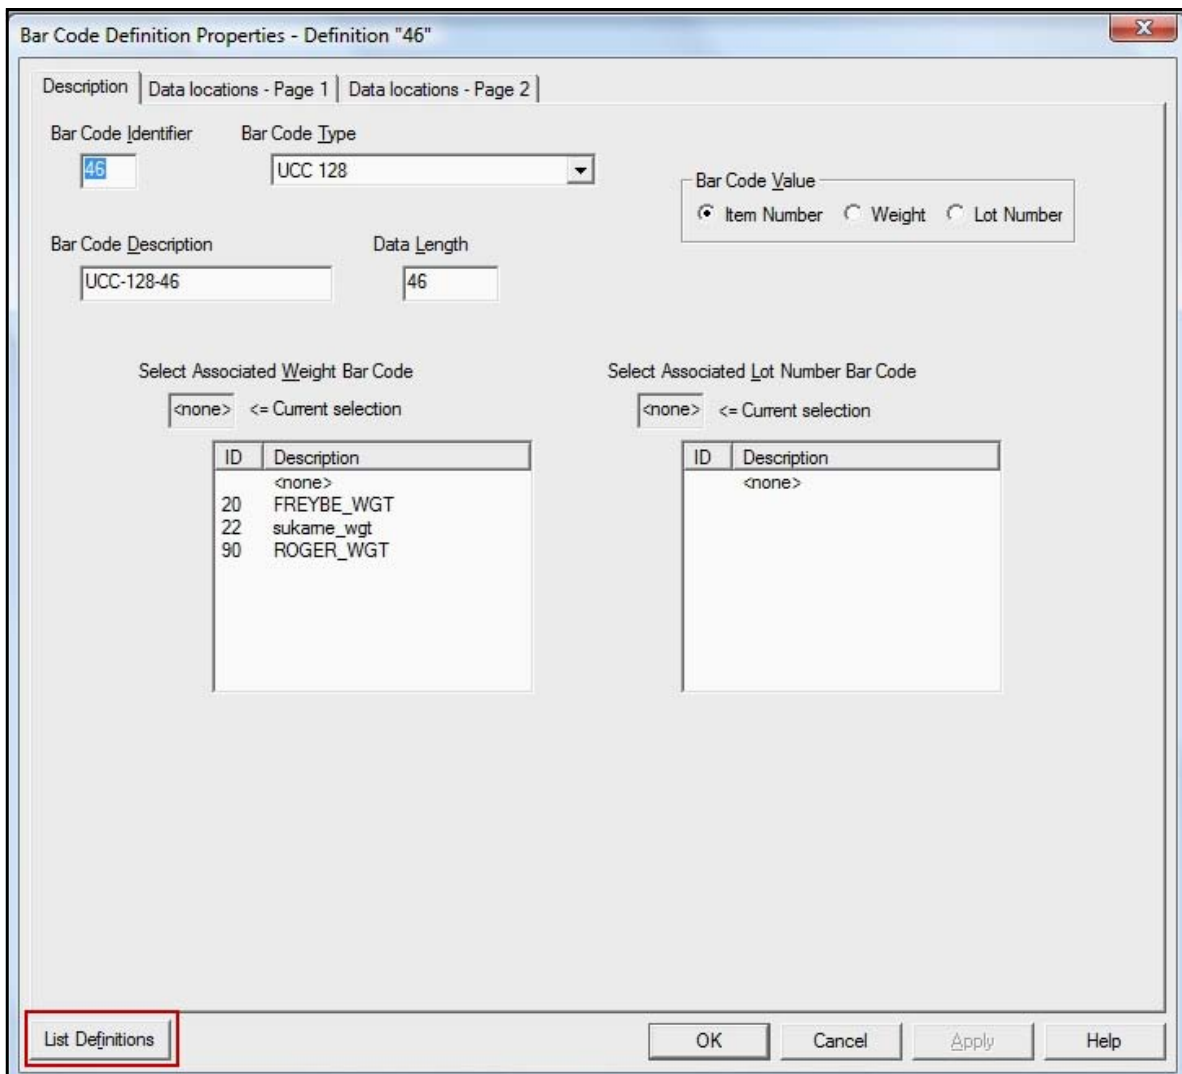 Bar Code Definition Properties - Definition "46"
Description Data locations - Page 1 Data locations - Page 2
Bar Code Identifier Bar Code Type
46 UCC 128
Bar Code Value
Item Number Weight Lot Number
Bar Code Description Data Length
UCC-128-46 46
Select Associated Weight Bar Code Select Associated Lot Number Bar Code
<none> <= Current selection <none> <= Current selection
ID Description ID Description
<none> <none>
20 FREYBE_WGT
22 sukame_wgt
90 ROGER_WGT
List Definitions OK Cancel Apply Help